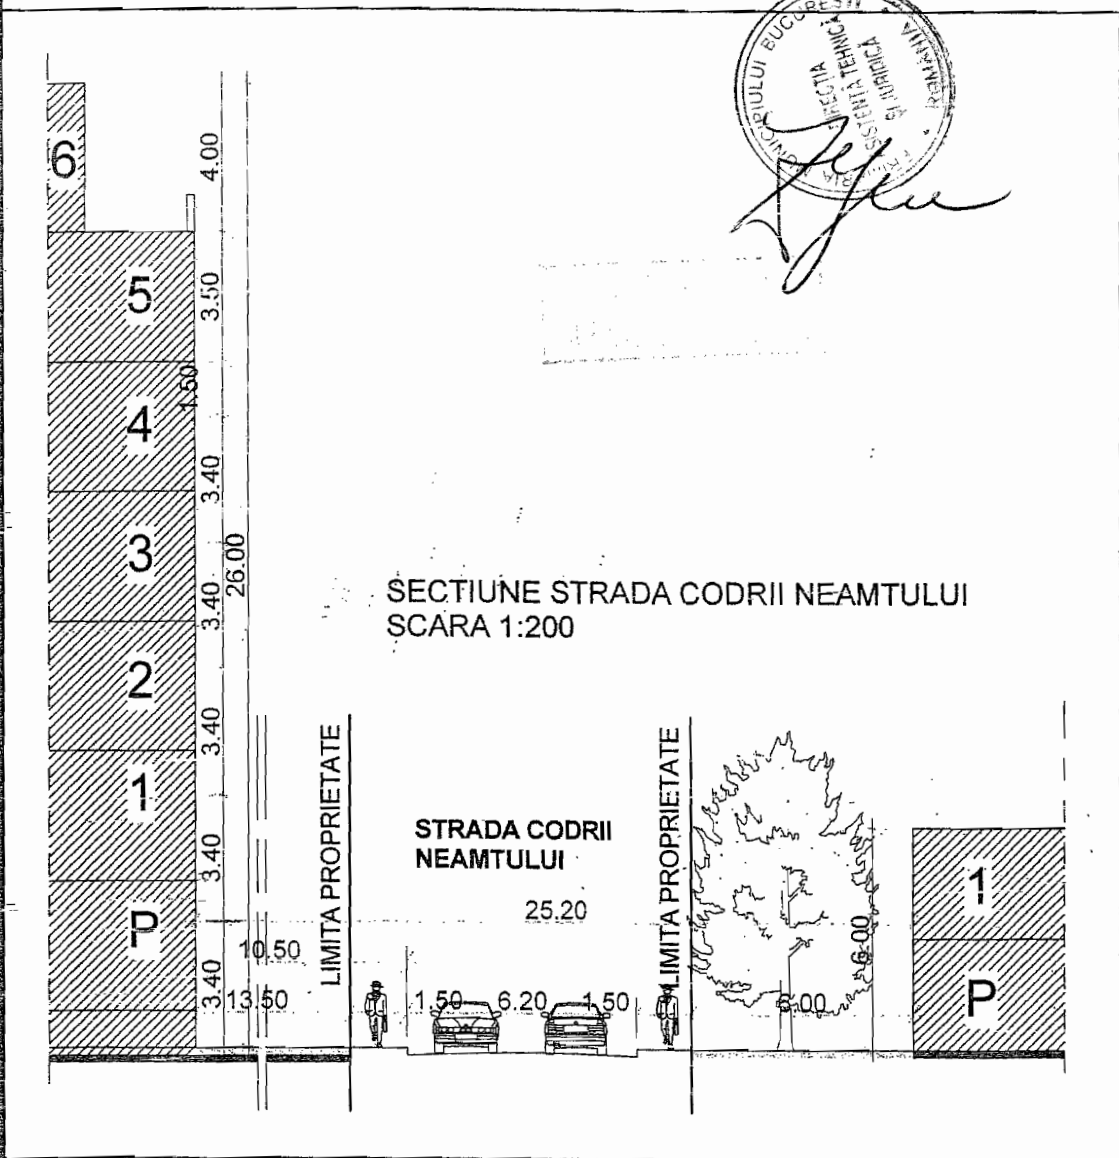 PRIMARIA MUNICIPIULUI BUCURESTI * ROMANIA *
DIRECTIA
ASISTENTA TEHNICA
SI JURIDICA
6
5
4
3
2
1
P
4.00
3.50
1.50
3.40
3.40
3.40
3.40
3.40
26.00
10.50
13.50
SECTIUNE STRADA CODRII NEAMTULUI
SCARA 1:200
LIMITA PROPRIETATE
STRADA CODRII
NEAMTULUI
25.20
1.50 6.20 1.50
LIMITA PROPRIETATE
6.00
6.00
1
P